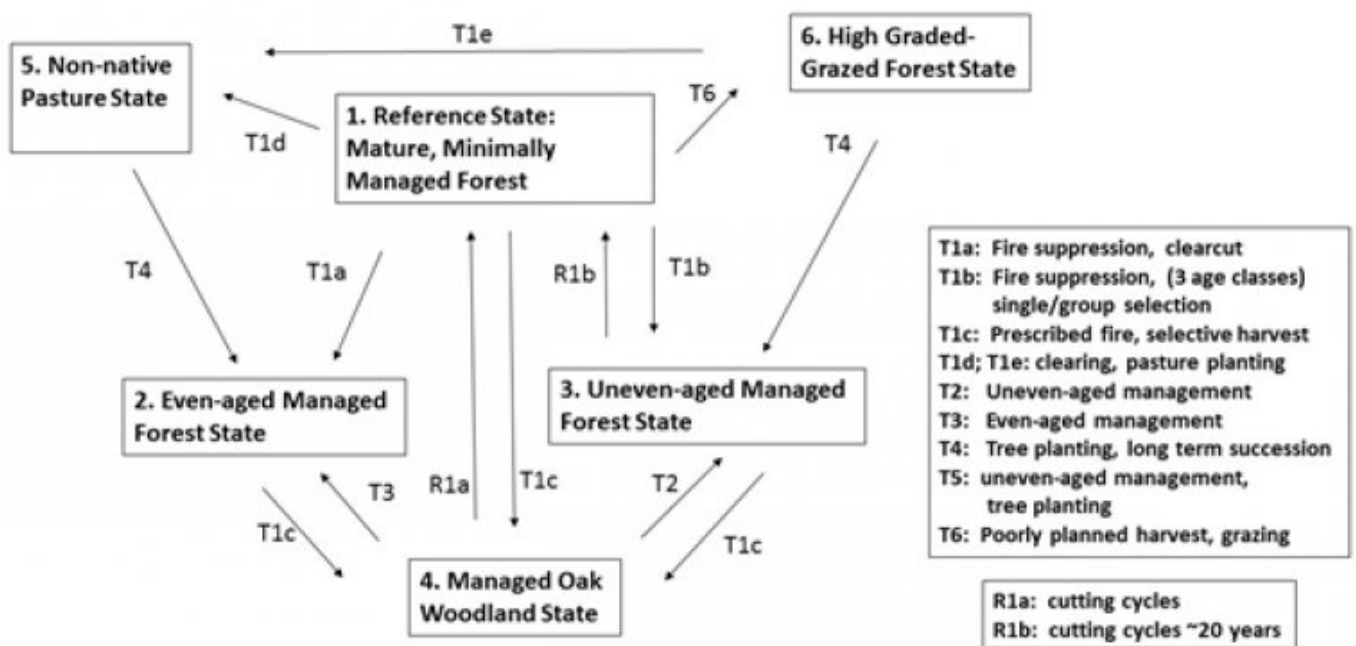 T1e
5. Non-native
Pasture State
6. High Graded-
Grazed Forest State
T1d
1. Reference State:
Mature, Minimally
Managed Forest
T6
T4
T4
T1a
R1b
T1b
2. Even-aged Managed
Forest State
3. Uneven-aged Managed
Forest State
T1c
T3
R1a
T1c
T2
T1c
4. Managed Oak
Woodland State
T1a: Fire suppression, clearcut
T1b: Fire suppression, (3 age classes)
single/group selection
T1c: Prescribed fire, selective harvest
T1d; T1e: clearing, pasture planting
T2: Uneven-aged management
T3: Even-aged management
T4: Tree planting, long term succession
T5: uneven-aged management,
tree planting
T6: Poorly planned harvest, grazing
R1a: cutting cycles
R1b: cutting cycles ~20 years